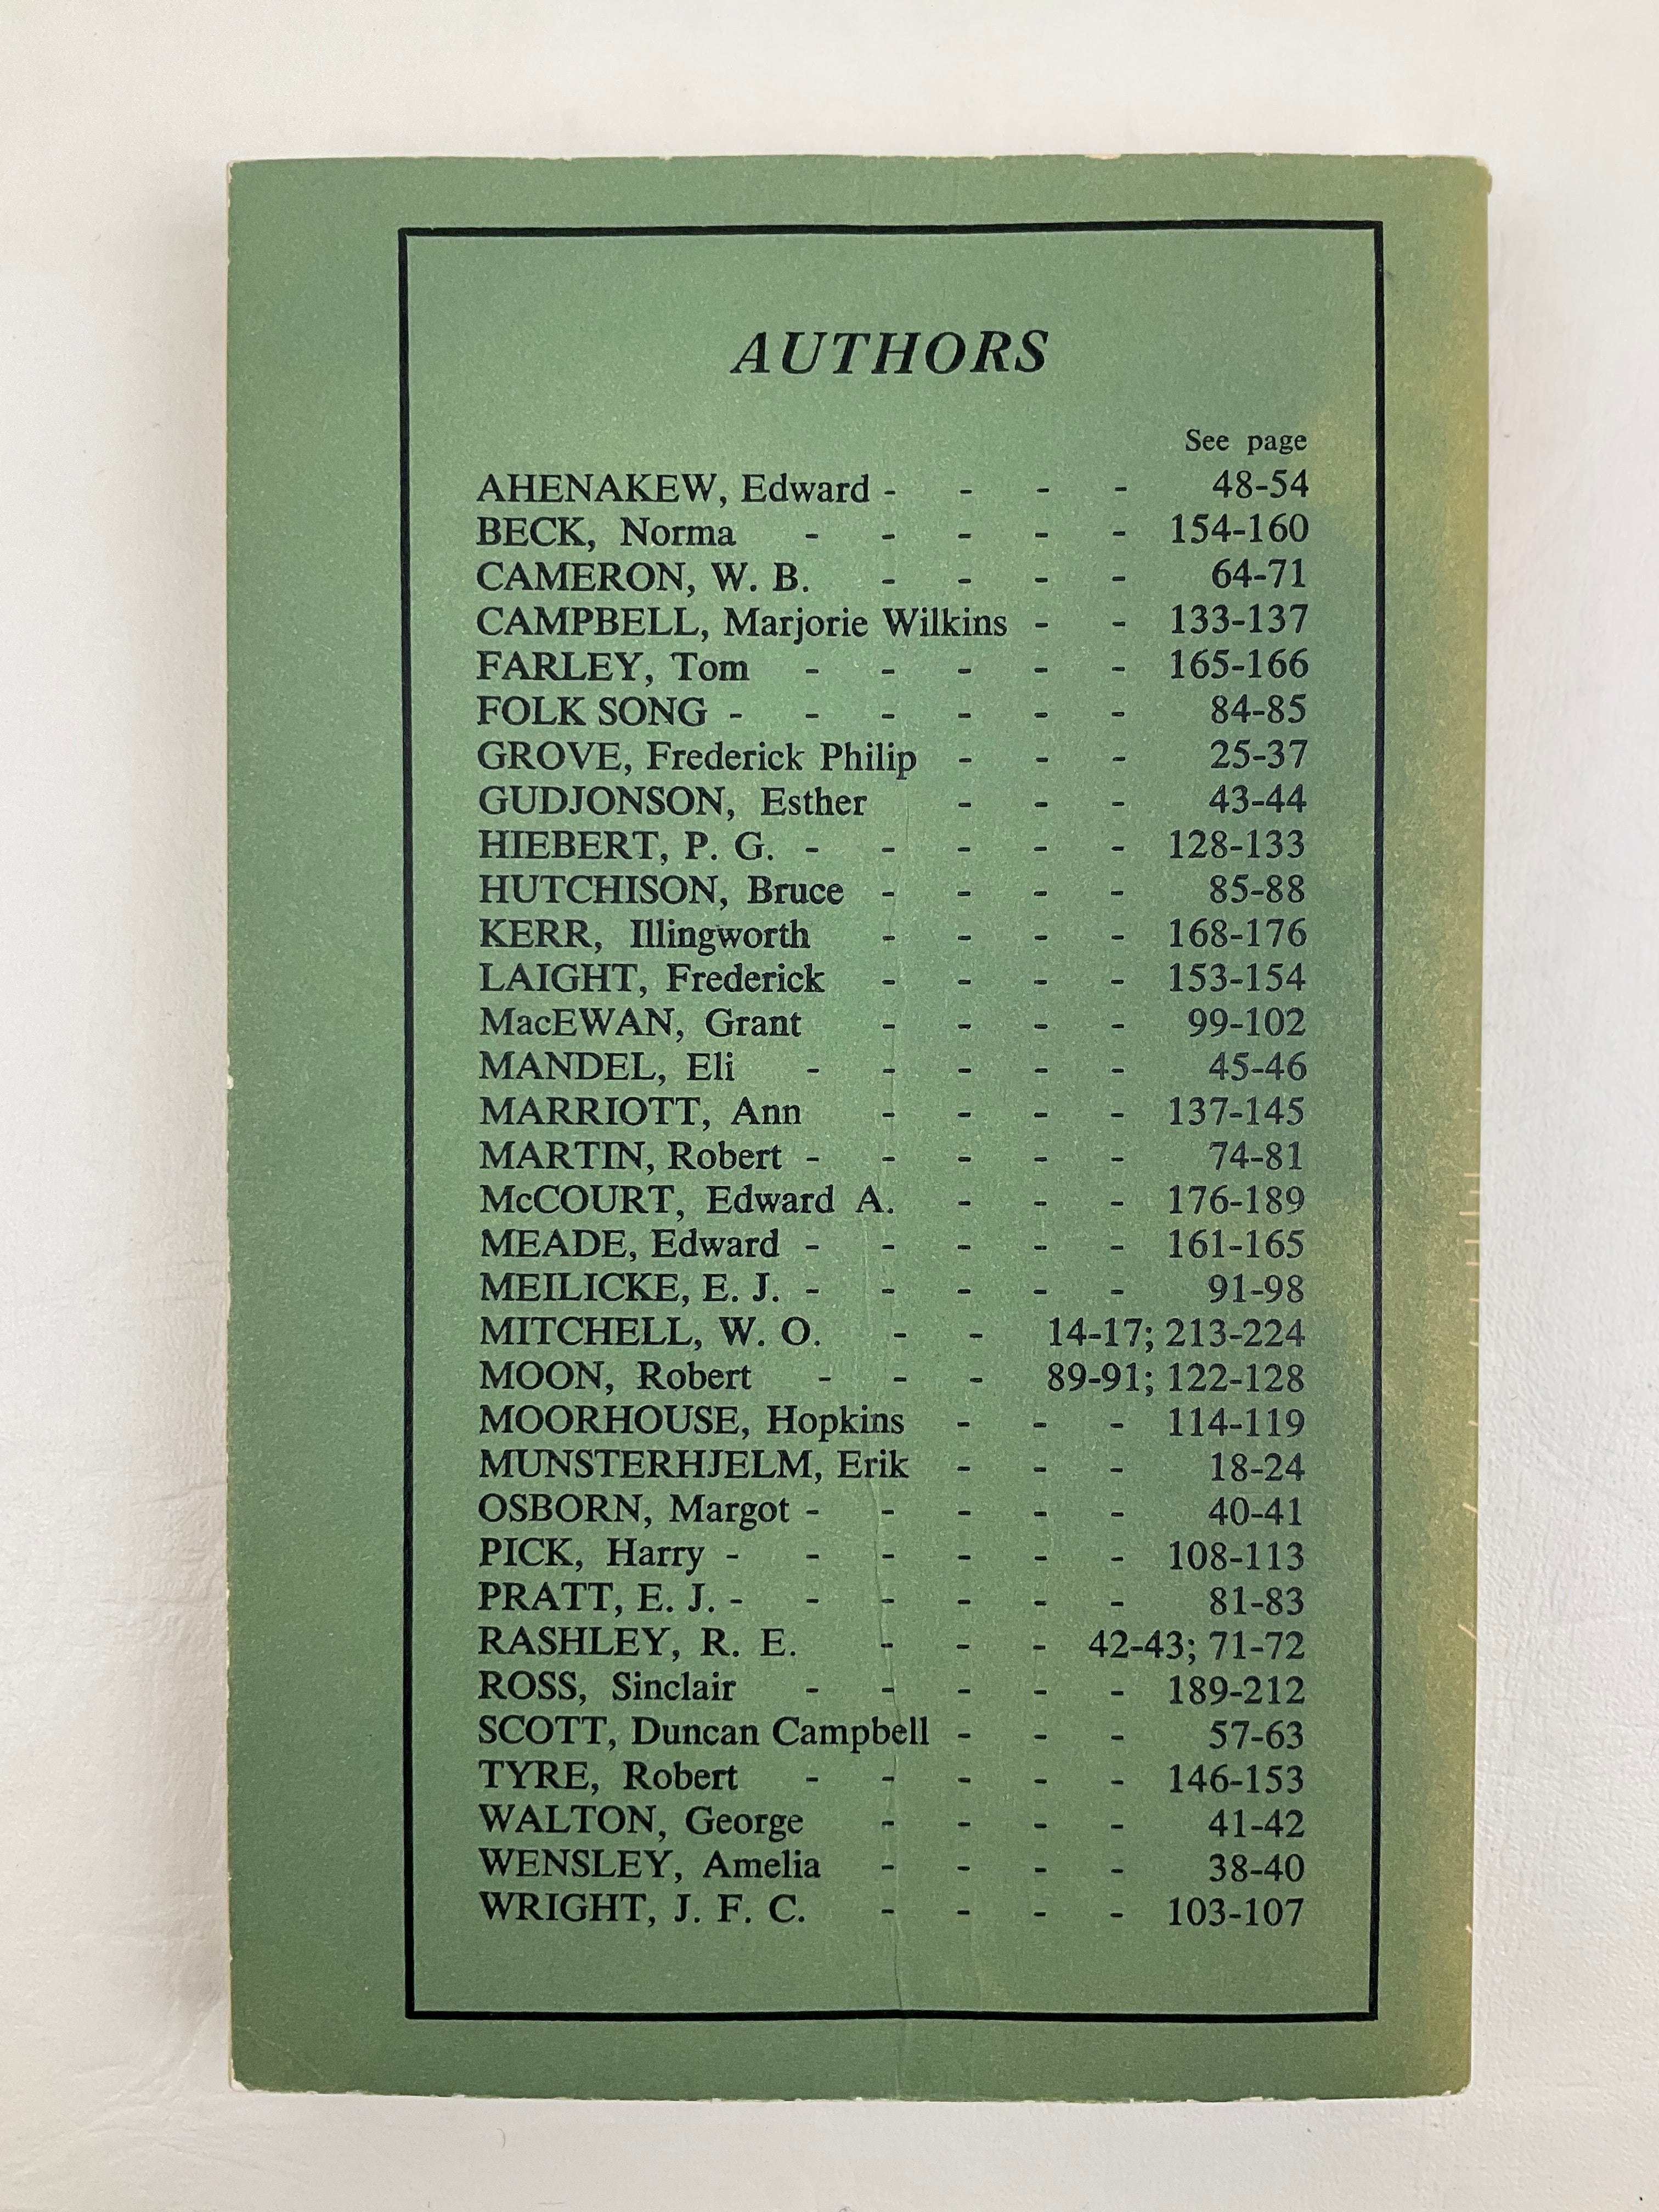 AUTHORS
See page
AHENAKEW, Edward - - - - 48-54
BECK, Norma - - - - - 154-160
CAMERON, W. B. - - - - 64-71
CAMPBELL, Marjorie Wilkins - - 133-137
FARLEY, Tom - - - - - 165-166
FOLK SONG - - - - - - 84-85
GROVE, Frederick Philip - - - 25-37
GUDJONSON, Esther - - - 43-44
HIEBERT, P. G. - - - - - 128-133
HUTCHISON, Bruce - - - - 85-88
KERR, Illingworth - - - - 168-176
LAIGHT, Frederick - - - - 153-154
MacEWAN, Grant - - - - 99-102
MANDEL, Eli - - - - - 45-46
MARRIOTT, Ann - - - - 137-145
MARTIN, Robert - - - - - 74-81
McCOURT, Edward A. - - - 176-189
MEADE, Edward - - - - - 161-165
MEILICKE, E. J. - - - - - 91-98
MITCHELL, W. O. - - 14-17; 213-224
MOON, Robert - - - 89-91; 122-128
MOORHOUSE, Hopkins - - - 114-119
MUNSTERHJELM, Erik - - - 18-24
OSBORN, Margot - - - - - 40-41
PICK, Harry - - - - - - 108-113
PRATT, E. J. - - - - - - 81-83
RASHLEY, R. E. - - - 42-43; 71-72
ROSS, Sinclair - - - - - 189-212
SCOTT, Duncan Campbell - - - 57-63
TYRE, Robert - - - - - 146-153
WALTON, George - - - - 41-42
WENSLEY, Amelia - - - - 38-40
WRIGHT, J. F. C. - - - - 103-107